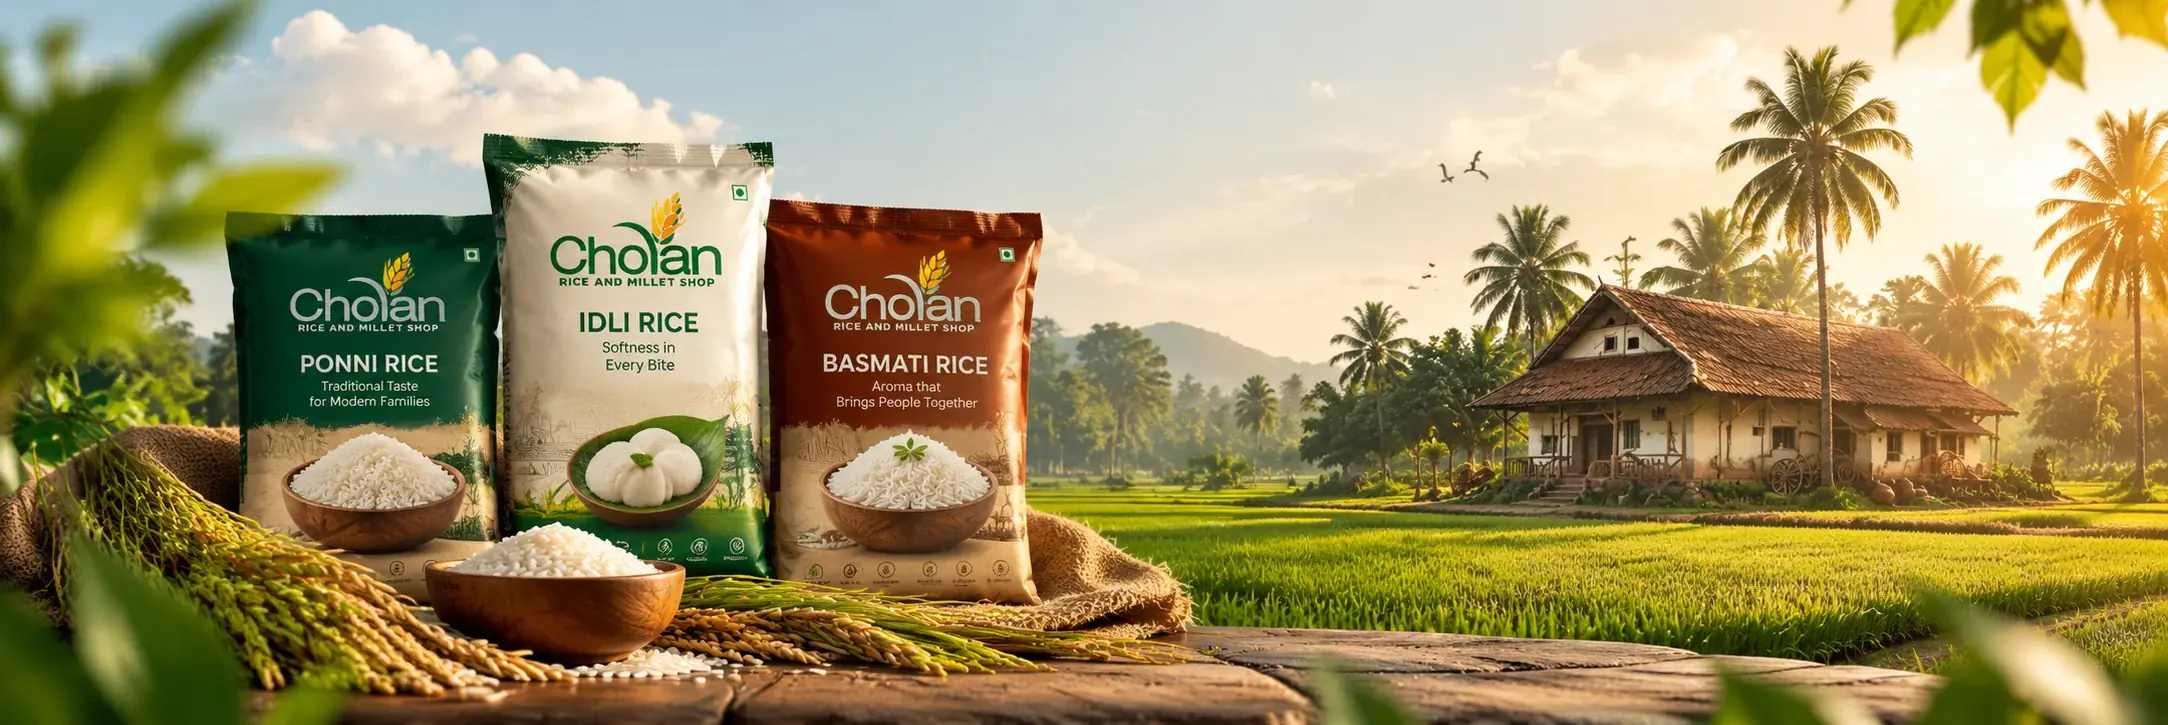 Cholan
RICE AND MILLET SHOP
PONNI RICE
Traditional Taste
for Modern Families
Cholan
RICE AND MILLET SHOP
IDLI RICE
Softness in
Every Bite
Cholan
RICE AND MILLET SHOP
BASMATI RICE
Aroma that
Brings People Together